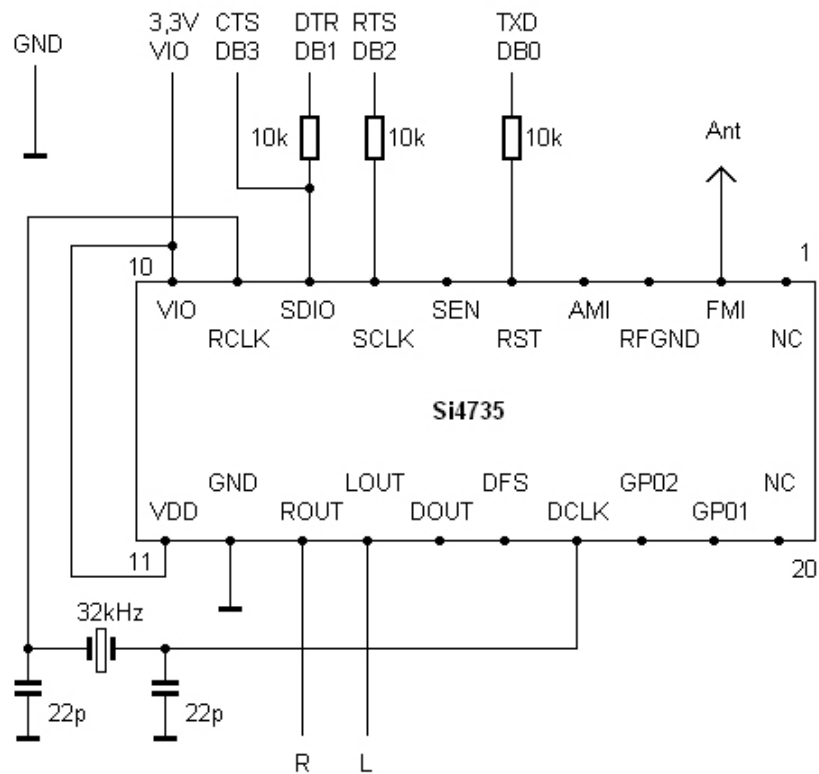 GND
3,3V CTS DTR RTS TXD
VIO DB3 DB1 DB2 DB0
10k 10k 10k
Ant
10 1
VIO SDIO SEN AMI FMI
RCLK SCLK RST RFGND NC
Si4735
GND LOUT DFS GP02 NC
VDD ROUT DOUT DCLK GP01
11 20
32kHz
22p 22p
R L